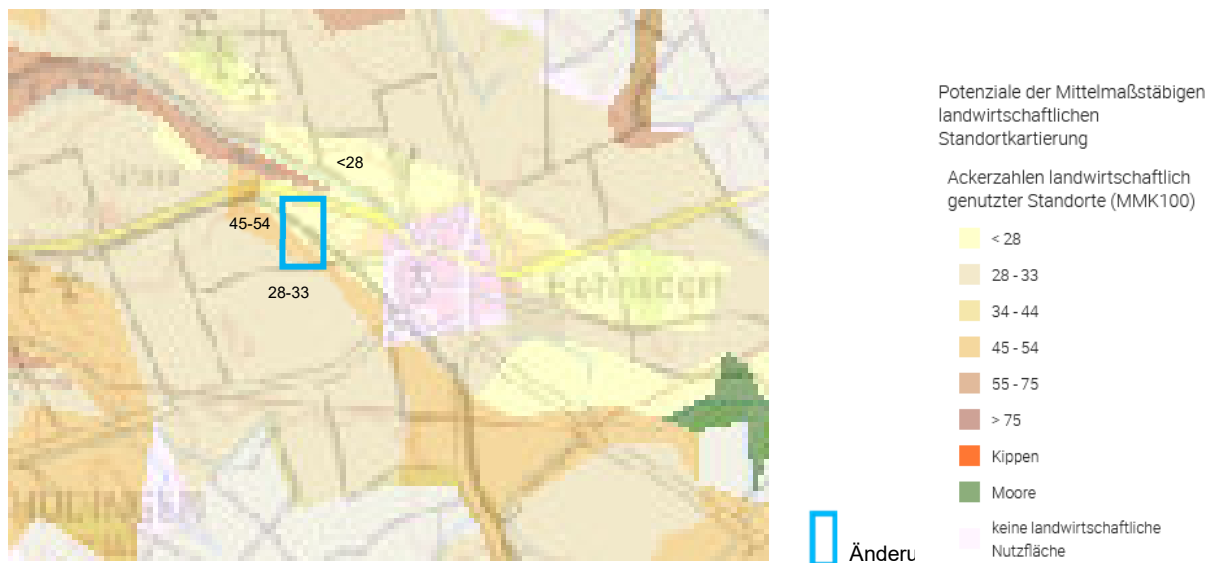 <28
45-54
28-33
Potenziale der Mittelmaßstäbigen
landwirtschaftlichen
Standortkartierung
Ackerzahlen landwirtschaftlich
genutzter Standorte (MMK100)
< 28
28 - 33
34 - 44
45 - 54
55 - 75
> 75
Kippen
Moore
keine landwirtschaftliche
Nutzfläche
Änderu